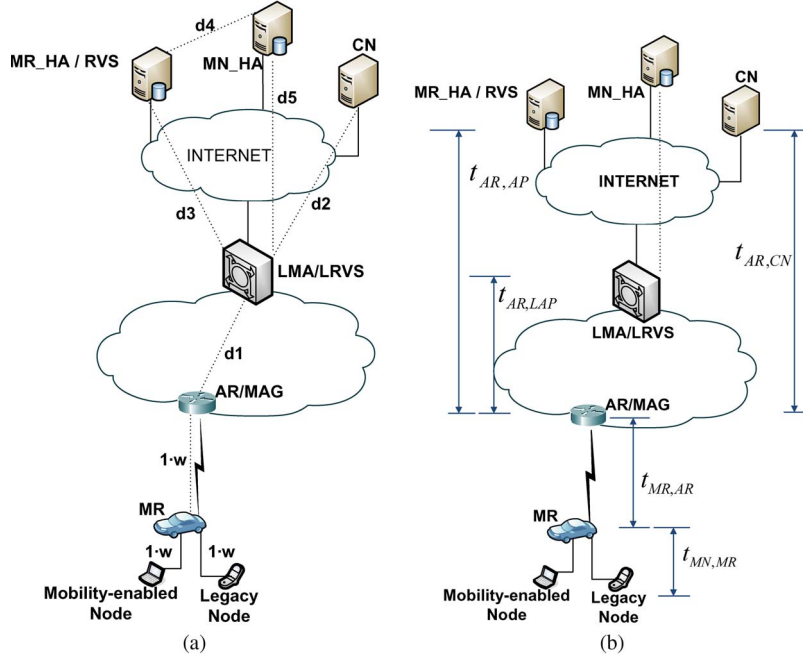 d4
MR_HA / RVS
MN_HA
CN
d5
INTERNET
d3
d2
LMA/LRVS
d1
AR/MAG
1·w
MR
1·w
1·w
Mobility-enabled
Node
Legacy
Node
(a)
MR_HA / RVS
MN_HA
CN
t_{AR,AP}
INTERNET
t_{AR,CN}
t_{AR,LAP}
LMA/LRVS
AR/MAG
t_{MR,AR}
MR
t_{MN,MR}
Mobility-enabled
Node
Legacy
Node
(b)